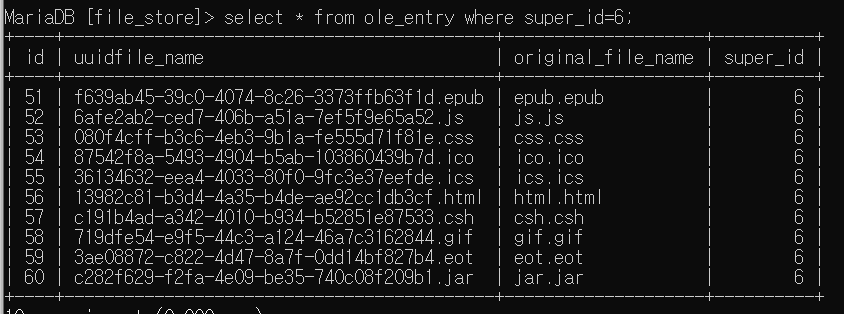 MariaDB [file_store]> select * from ole_entry where super_id=6;
+----+-------------------------------------------+--------------------+----------+
| id | uuidfile_name | original_file_name | super_id |
+----+-------------------------------------------+--------------------+----------+
| 51 | f639ab45-39c0-4074-8c26-3373ffb63f1d.epub | epub.epub | 6 |
| 52 | 6afe2ab2-ced7-406b-a51a-7ef5f9e65a52.js | js.js | 6 |
| 53 | 080f4cff-b3c6-4eb3-9b1a-fe555d71f81e.css | css.css | 6 |
| 54 | 87542f8a-5493-4904-b5ab-103860439b7d.ico | ico.ico | 6 |
| 55 | 36134632-eea4-4033-80f0-9fc3e37eefde.ics | ics.ics | 6 |
| 56 | 13982c81-b3d4-4a35-b4de-ae92cc1db3cf.html | html.html | 6 |
| 57 | c191b4ad-a342-4010-b934-b52851e87533.csh | csh.csh | 6 |
| 58 | 719dfe54-e9f5-44c3-a124-46a7c3162844.gif | gif.gif | 6 |
| 59 | 3ae08872-c822-4d47-8a7f-0dd14bf827b4.eot | eot.eot | 6 |
| 60 | c282f629-f2fa-4e09-be35-740c08f209b1.jar | jar.jar | 6 |
+----+-------------------------------------------+--------------------+----------+